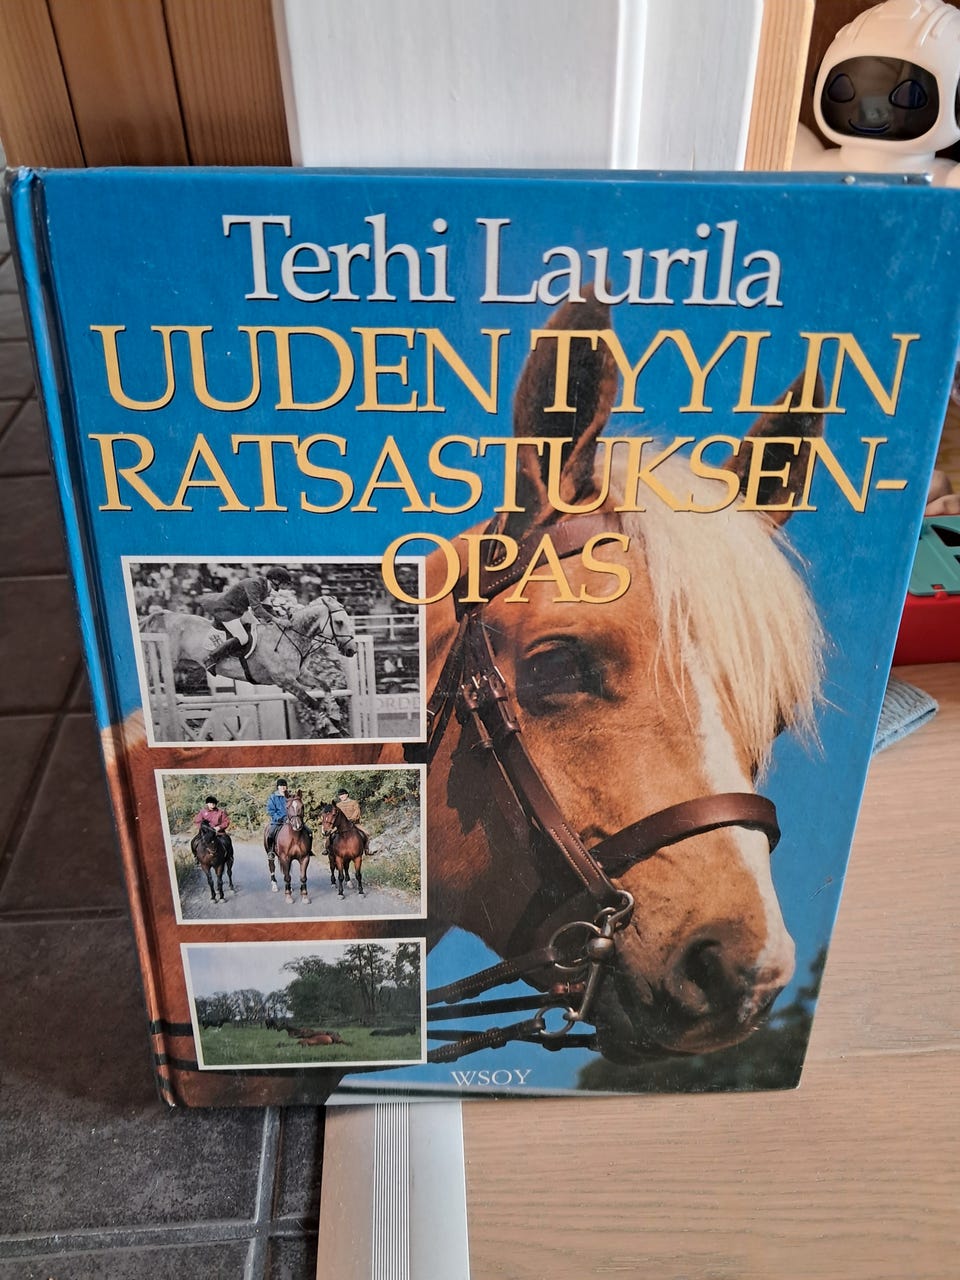 Terhi Laurila
UUDEN TYYLIN
RATSASTUKSEN-
OPAS
WSOY